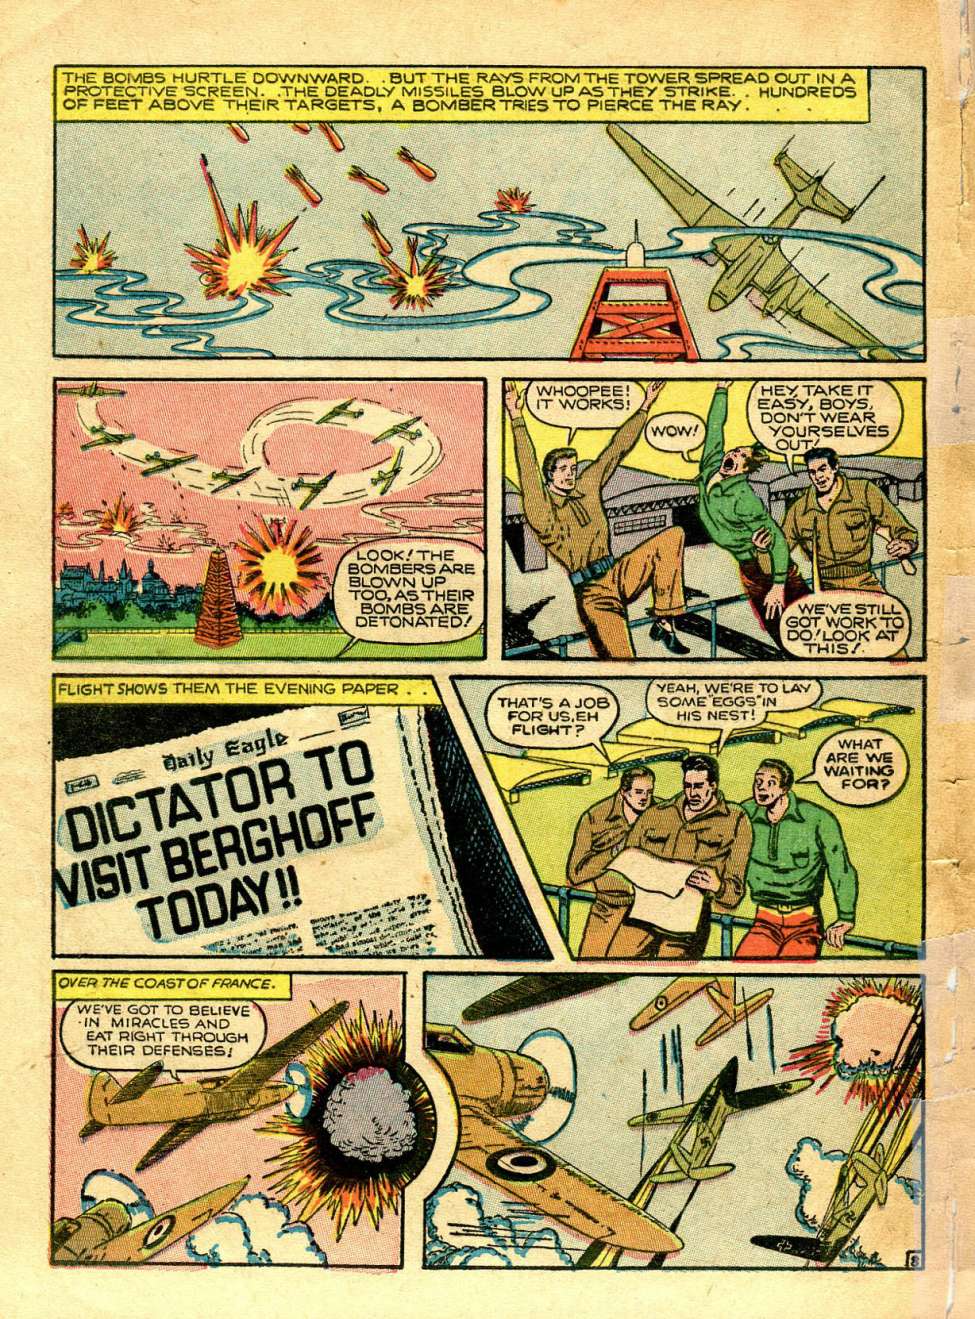 THE BOMBS HURTLE DOWNWARD. . .BUT THE RAYS FROM THE TOWER SPREAD OUT IN A
PROTECTIVE SCREEN. . .THE DEADLY MISSILES BLOW UP AS THEY STRIKE. . . HUNDREDS
OF FEET ABOVE THEIR TARGETS, A BOMBER TRIES TO PIERCE THE RAY.
LOOK! THE
BOMBERS ARE
BLOWN UP
TOO, AS THEIR
BOMBS ARE
DETONATED!
WHOOPEE!
IT WORKS!
WOW!
HEY, TAKE IT
EASY, BOYS,
DON'T WEAR
YOURSELVES
OUT!
WE'VE STILL
GOT WORK TO
DO! LOOK AT
THIS!
FLIGHT SHOWS THEM THE EVENING PAPER . .
Daily Eagle
DICTATOR TO
VISIT BERGHOFF
TODAY!!
THAT'S A JOB
FOR US, EH
FLIGHT?
YEAH, WE'RE TO LAY
SOME "EGGS" IN
HIS NEST!
WHAT
ARE WE
WAITING
FOR?
OVER THE COAST OF FRANCE.
WE'VE GOT TO BELIEVE
IN MIRACLES AND
EAT RIGHT THROUGH
THEIR DEFENSES!
8